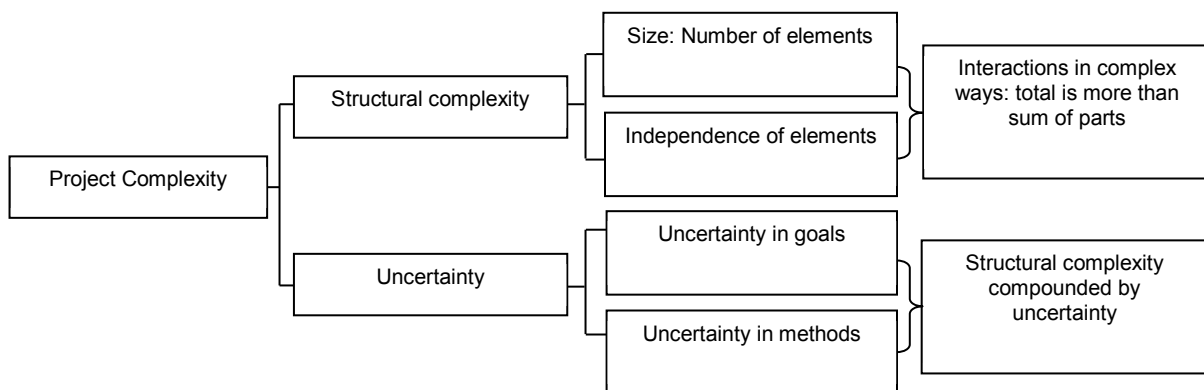 Size: Number of elements
Interactions in complex
ways: total is more than
sum of parts
Structural complexity
Independence of elements
Project Complexity
Uncertainty in goals
Uncertainty
Structural complexity
compounded by
uncertainty
Uncertainty in methods